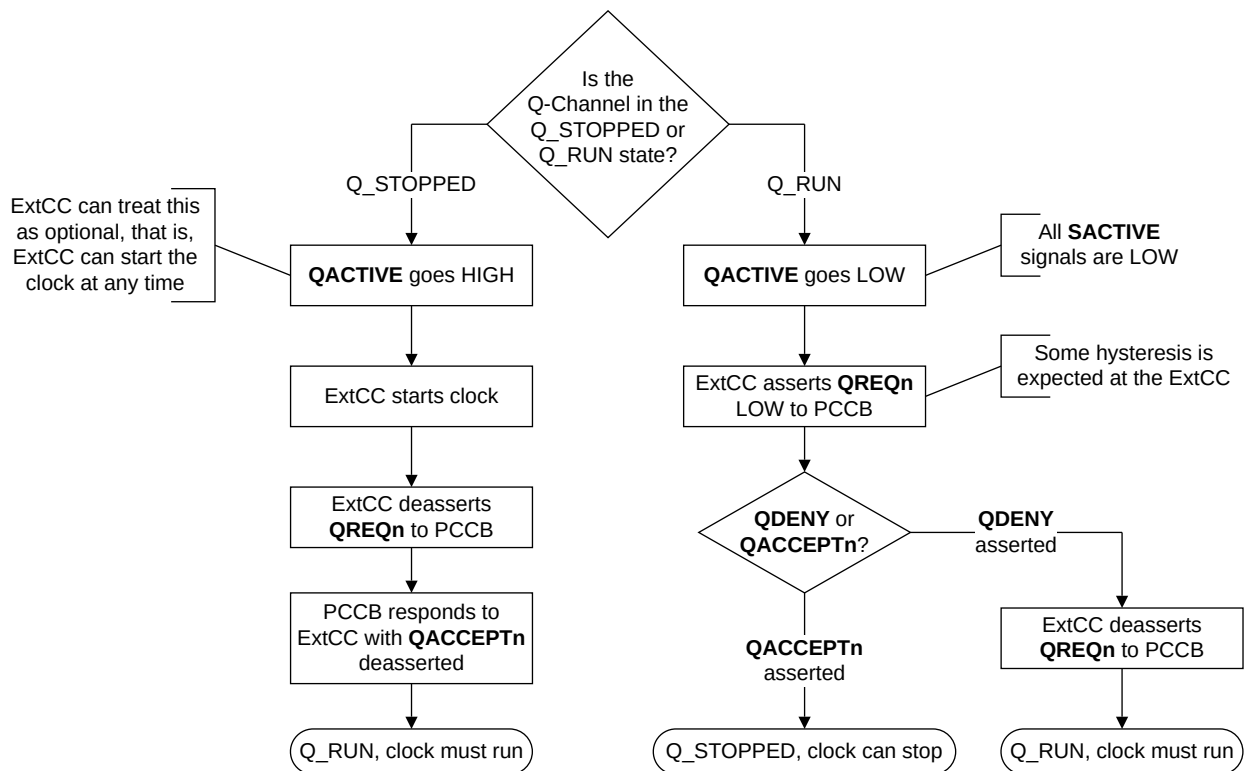 Is the
Q-Channel in the
Q_STOPPED or
Q_RUN state?
Q_STOPPED
Q_RUN
ExtCC can treat this
as optional, that is,
ExtCC can start the
clock at any time
QACTIVE goes HIGH
QACTIVE goes LOW
All SACTIVE
signals are LOW
ExtCC starts clock
ExtCC asserts QREQn
LOW to PCCB
Some hysteresis is
expected at the ExtCC
ExtCC deasserts
QREQn to PCCB
QDENY or
QACCEPTn?
QDENY
asserted
PCCB responds to
ExtCC with QACCEPTn
deasserted
QACCEPTn
asserted
ExtCC deasserts
QREQn to PCCB
Q_RUN, clock must run
Q_STOPPED, clock can stop
Q_RUN, clock must run